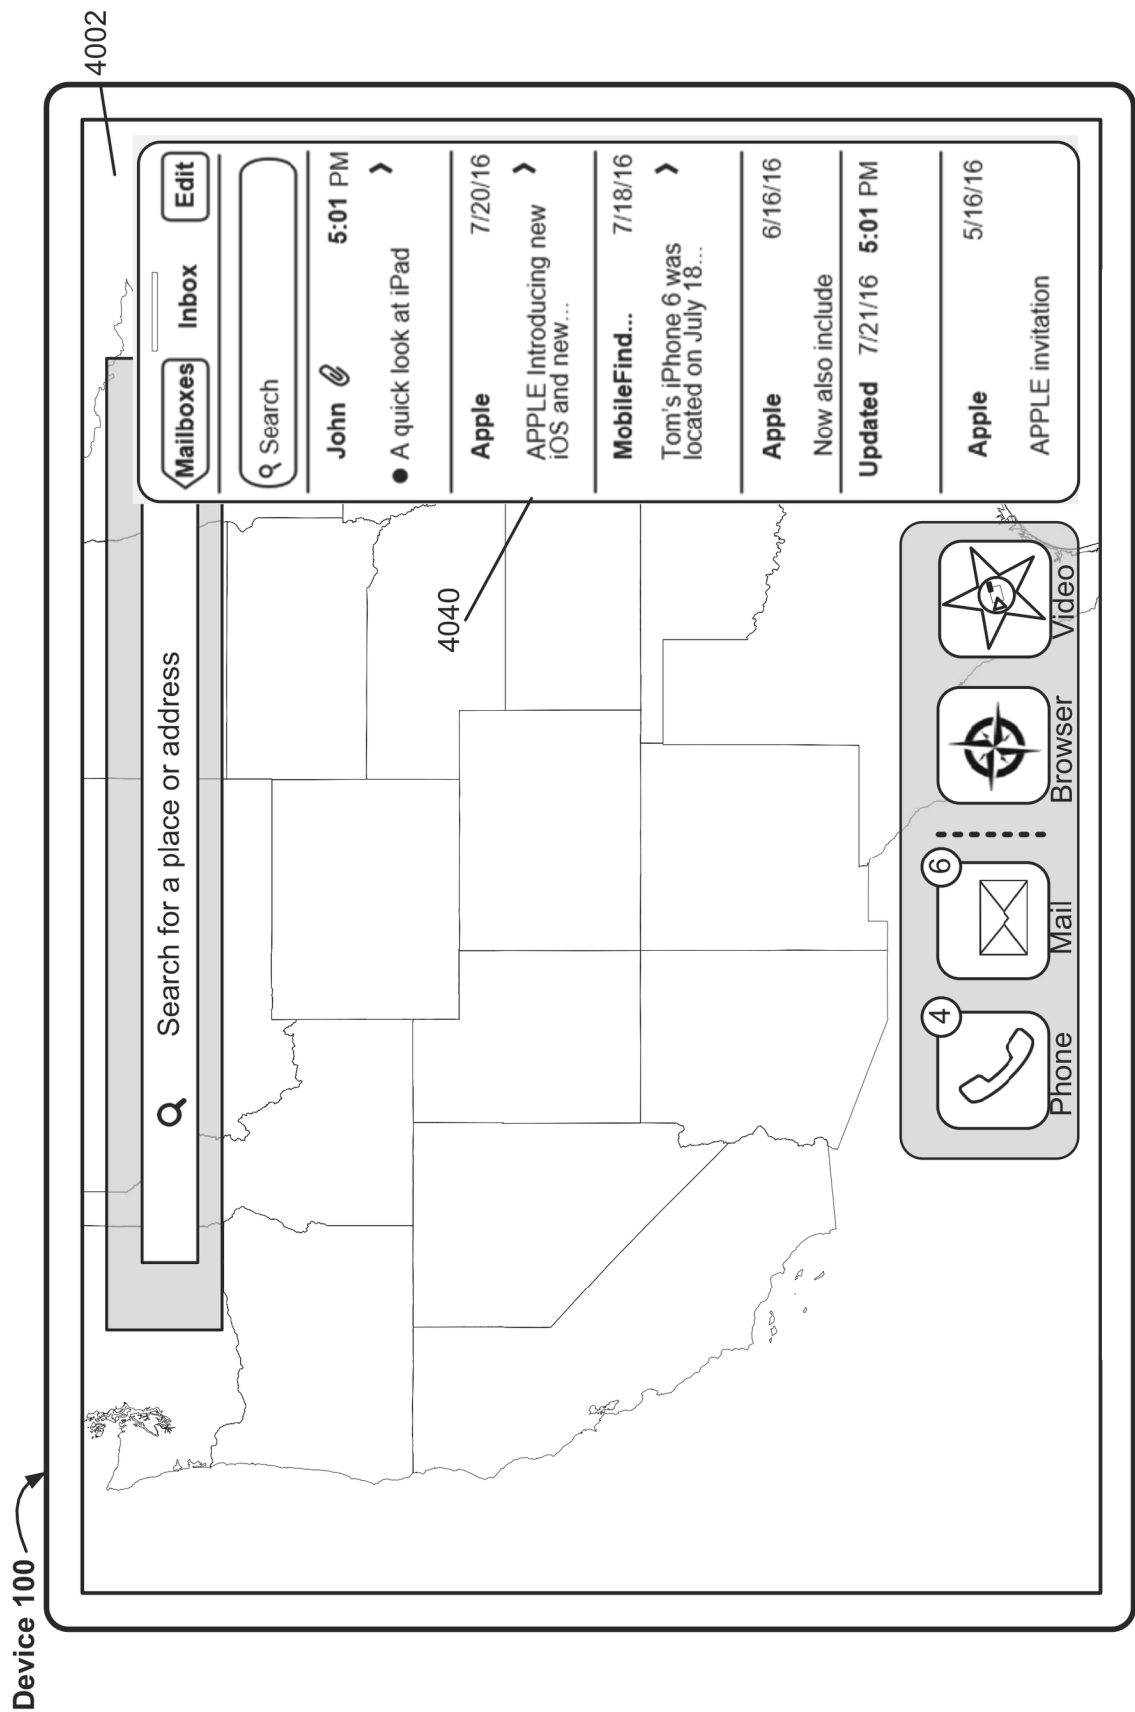 Device 100
4002
Search for a place or address
Mailboxes
Inbox
Edit
Search
John
5:01 PM
A quick look at iPad
Apple
7/20/16
APPLE Introducing new
iOS and new...
MobileFind...
7/18/16
Tom's iPhone 6 was
located on July 18...
Apple
6/16/16
Now also include
Updated 7/21/16 5:01 PM
Apple
5/16/16
APPLE invitation
4040
4
6
Phone
Mail
Browser
Video